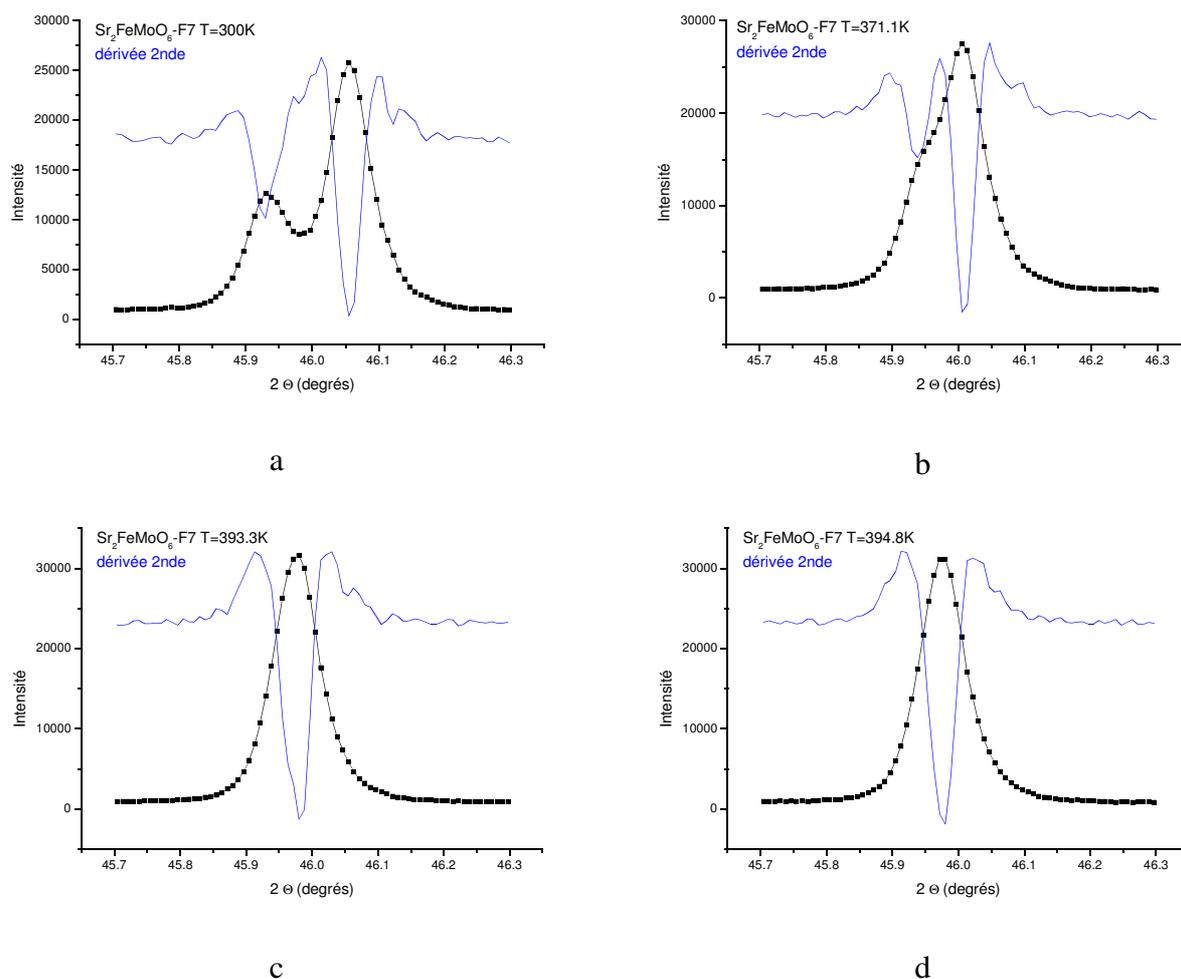 Sr₂FeMoO₆-F7 T=300K
dérivée 2nde
30000
25000
20000
15000
10000
5000
0
Intensité
45.7 45.8 45.9 46.0 46.1 46.2 46.3
2 Θ (degrés)
a
Sr₂FeMoO₆-F7 T=371.1K
dérivée 2nde
30000
20000
10000
0
Intensité
45.7 45.8 45.9 46.0 46.1 46.2 46.3
2 Θ (degrés)
b
Sr₂FeMoO₆-F7 T=393.3K
dérivée 2nde
30000
20000
10000
0
Intensité
45.7 45.8 45.9 46.0 46.1 46.2 46.3
2 Θ (degrés)
c
Sr₂FeMoO₆-F7 T=394.8K
dérivée 2nde
30000
20000
10000
0
Intensité
45.7 45.8 45.9 46.0 46.1 46.2 46.3
2 Θ (degrés)
d